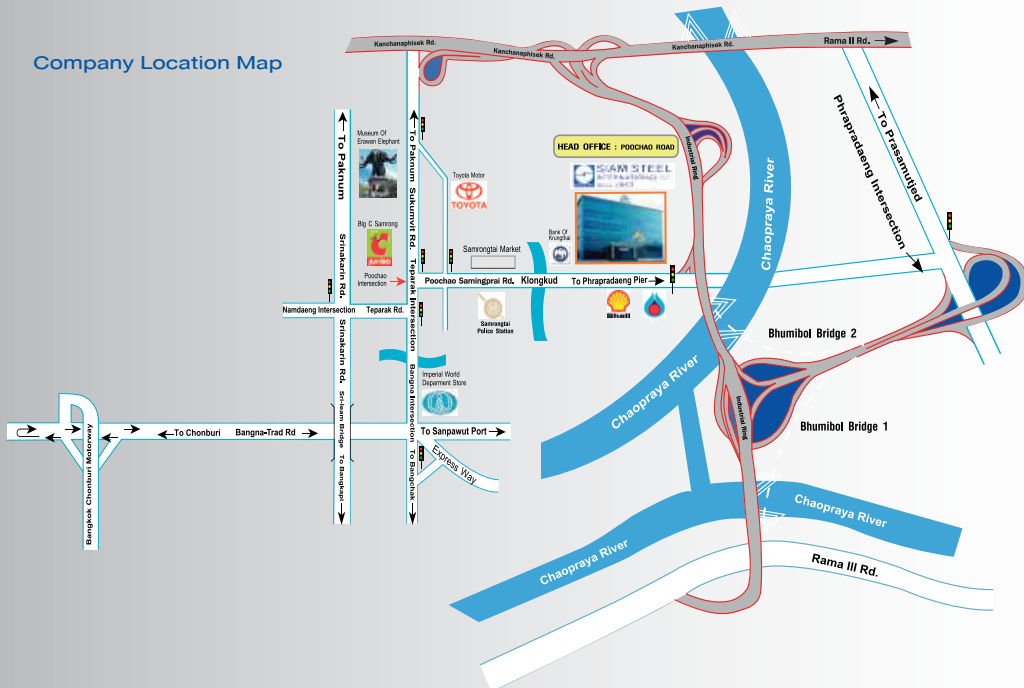 Company Location Map
Kanchanaphisek Rd.
Kanchanaphisek Rd.
Kanchanaphisek Rd.
Rama II Rd.
Phrapradaeng Intersection
To Prasamutjed
Museum Of
Erawan Elephant
To Paknum
To Paknum
Sukumvit Rd.
Toyota Motor
TOYOTA
HEAD OFFICE : POOCHAO ROAD
SIAM STEEL
Industrial Ring
Chaopraya River
Big C Samrong
C
JUMBO
Srinakarin Rd.
Teparak Intersection
Samrongtai Market
Bank Of
Krungthai
Poochao
Intersection
Poochao Samingprai Rd.
Klongkud
To Phrapradaeng Pier
Namdaeng Intersection
Teparak Rd.
Samrongtai
Police Station
Shell
Srinakarin Rd.
Bhumibol Bridge 2
Chaopraya River
Imperial World
Deparment Store
Bangna Intersection
Sri-leam Bridge
Industrial Ring
Bhumibol Bridge 1
To Chonburi
Bangna-Trad Rd
To Sanpawut Port
Express Way
To Bangkapi
To Bangchak
Bangkok Chonburi Motorway
Chaopraya River
Chaopraya River
Rama III Rd.